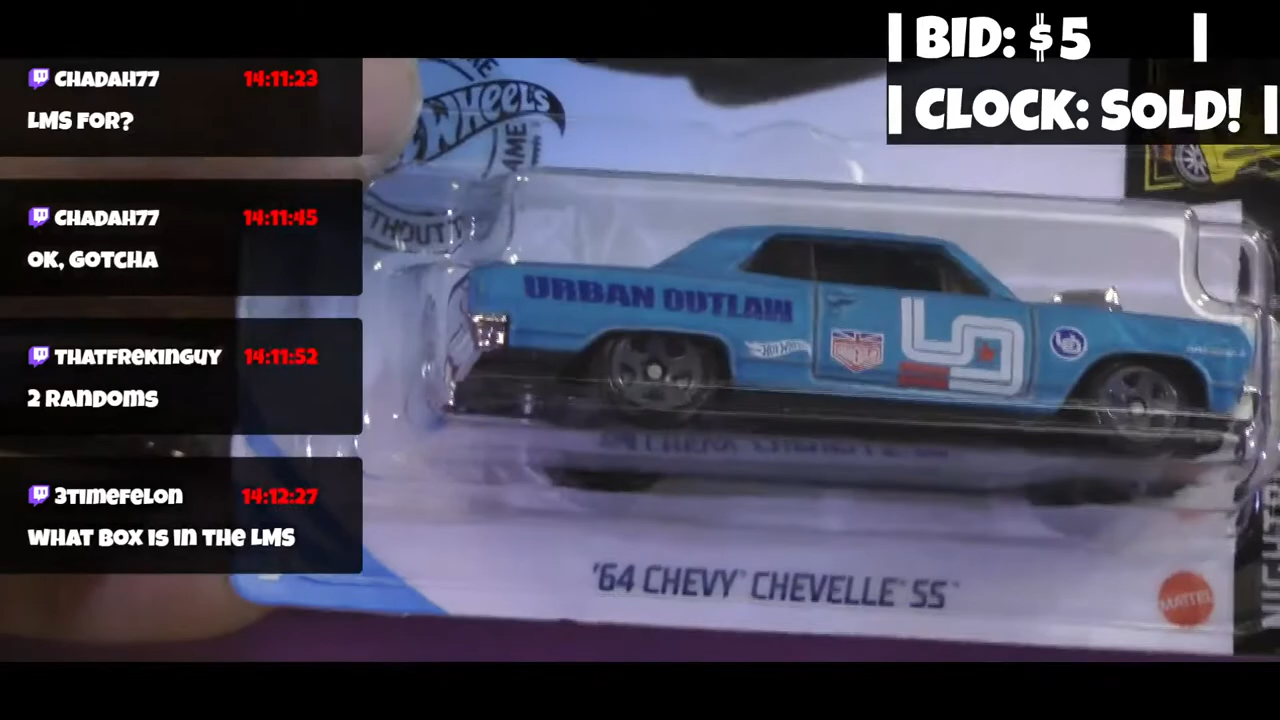 | BID: $5 |
| CLOCK: SOLD! |
CHADAH77 14:11:23
LMS FOR?
CHADAH77 14:11:45
OK, GOTCHA
THATFREKINGUY 14:11:52
2 RANDOMS
3TIMEFELON 14:12:27
WHAT BOX IS IN THE LMS
WHEELS
URBAN OUTLAW
HOT WHEELS
'64 CHEVY CHEVELLE SS
MATTEL